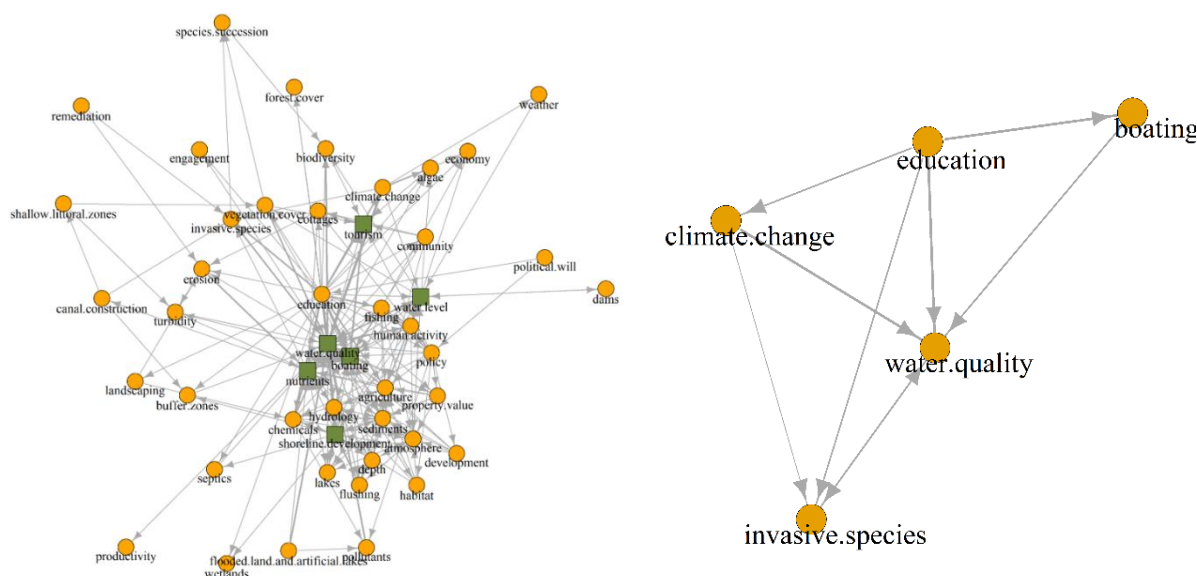 species.succession
forest.cover
weather
remediation
engagement
biodiversity
economy
algae
climate.change
shallow.littoral.zones
vegetation.cover
cottages
invasive.species
tourism
community
political.will
erosion
education
water.level
dams
canal.construction
turbidity
fishing
human.activity
water.quality
boating
policy
nutrients
landscaping
buffer.zones
agriculture
property.value
hydrology
chemicals
sediments
shoreline.development
atmosphere
development
septics
lakes
depth
flushing
habitat
productivity
wetlands
flooded.land.and.artificial.lakes
pollutants
boating
education
climate.change
water.quality
invasive.species